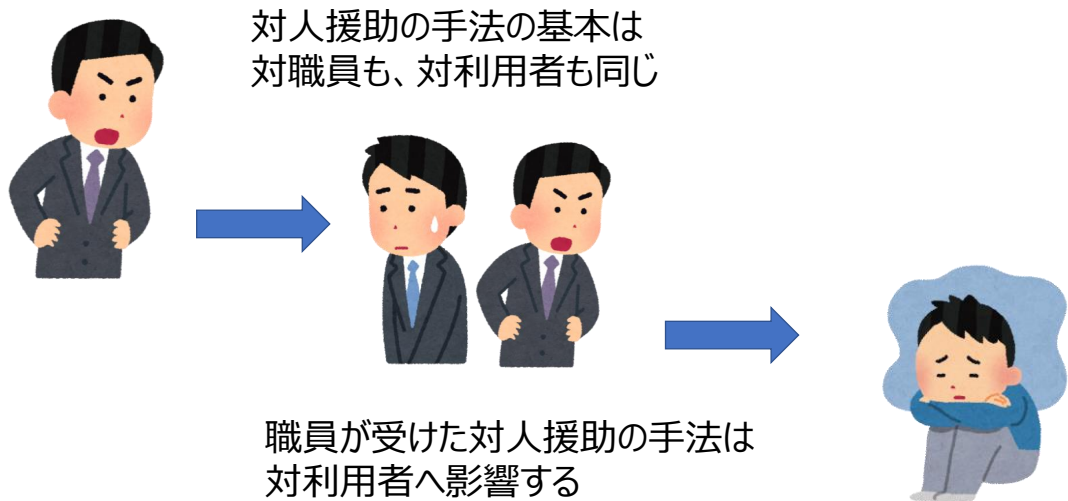 対人援助の手法の基本は
対職員も、対利用者も同じ
職員が受けた対人援助の手法は
対利用者へ影響する